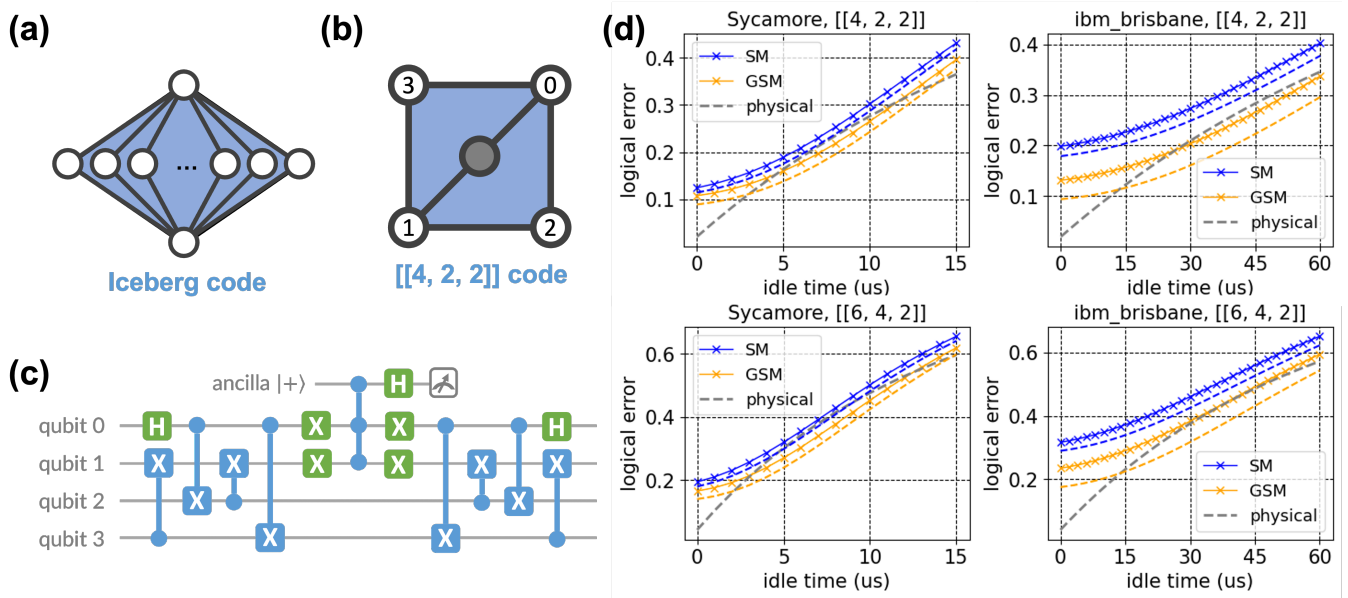 (a)
Iceberg code
...
(b)
3
0
1
2
[[4, 2, 2]] code
(c)
ancilla |+⟩
H
qubit 0
H
X
X
H
qubit 1
X
X
X
X
X
X
qubit 2
X
X
qubit 3
X
X
(d)
Sycamore, [[4, 2, 2]]
logical error
0.4
0.3
0.2
0.1
SM
GSM
physical
0
5
10
15
idle time (us)
ibm_brisbane, [[4, 2, 2]]
logical error
0.4
0.3
0.2
0.1
SM
GSM
physical
0
15
30
45
60
idle time (us)
Sycamore, [[6, 4, 2]]
logical error
0.6
0.4
0.2
SM
GSM
physical
0
5
10
15
idle time (us)
ibm_brisbane, [[6, 4, 2]]
logical error
0.6
0.4
0.2
SM
GSM
physical
0
15
30
45
60
idle time (us)